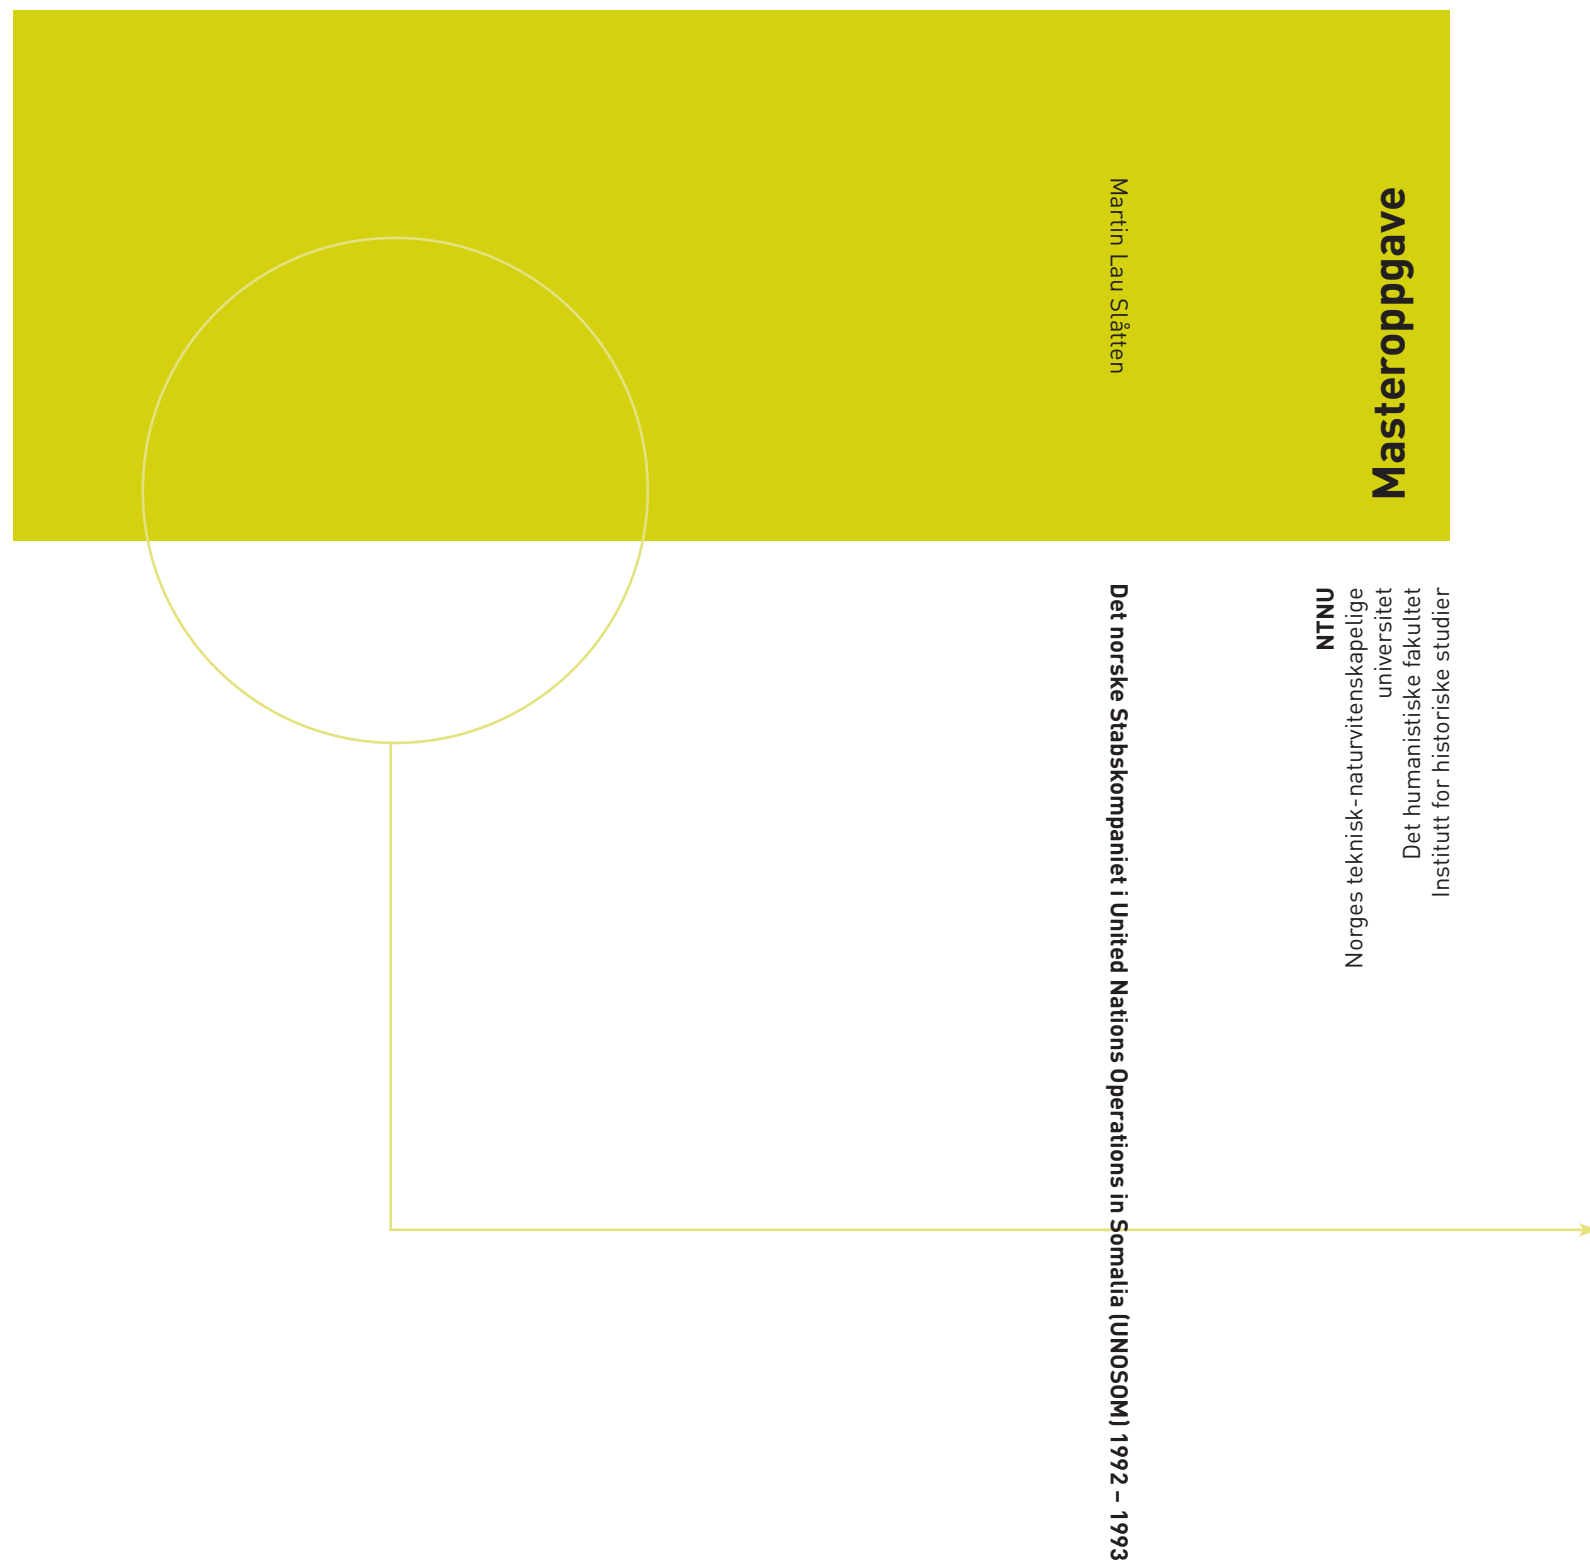 Masteroppgave
NTNU
Norges teknisk-naturvitenskapelige
universitet
Det humanistiske fakultet
Institutt for historiske studier
Martin Lau Slåtten
Det norske Stabskompaniet i United Nations Operations in Somalia (UNOSOM) 1992 – 1993